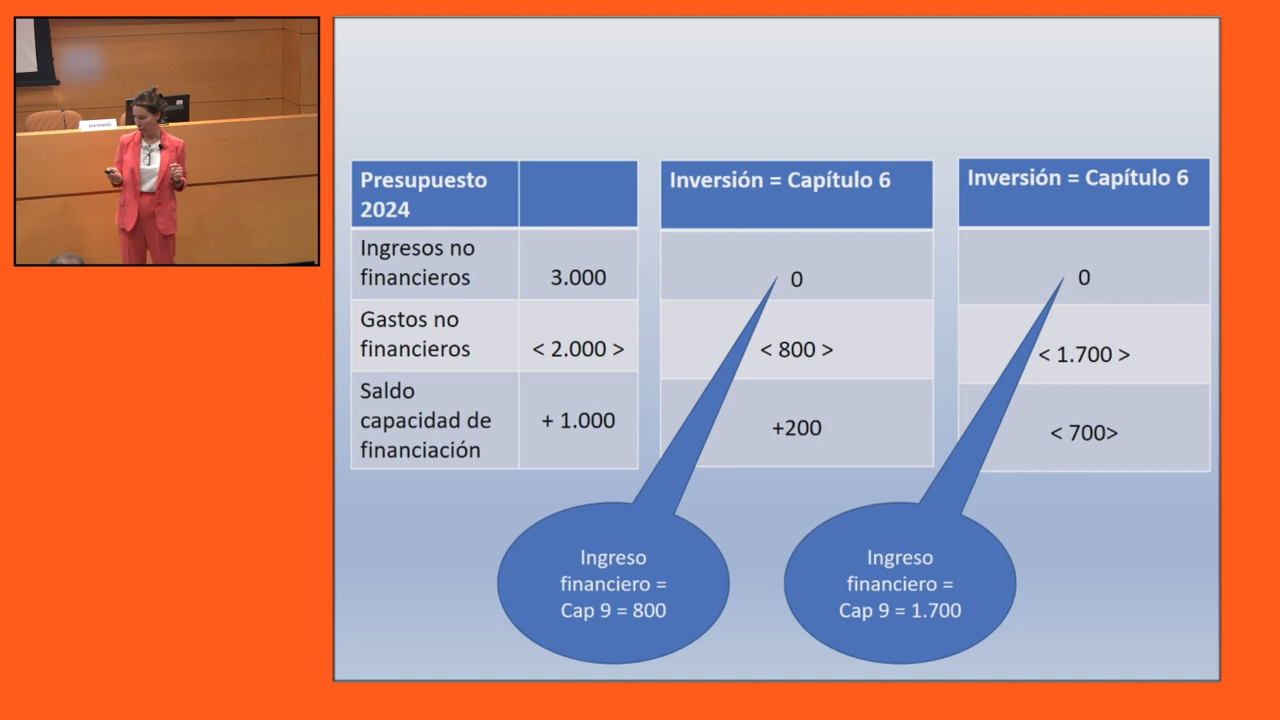 Presupuesto
2024
Ingresos no
financieros
3.000
Gastos no
financieros
< 2.000 >
Saldo
capacidad de
financiación
+ 1.000
Inversión = Capítulo 6
0
< 800 >
+200
Inversión = Capítulo 6
0
< 1.700 >
< 700>
Ingreso
financiero =
Cap 9 = 800
Ingreso
financiero =
Cap 9 = 1.700